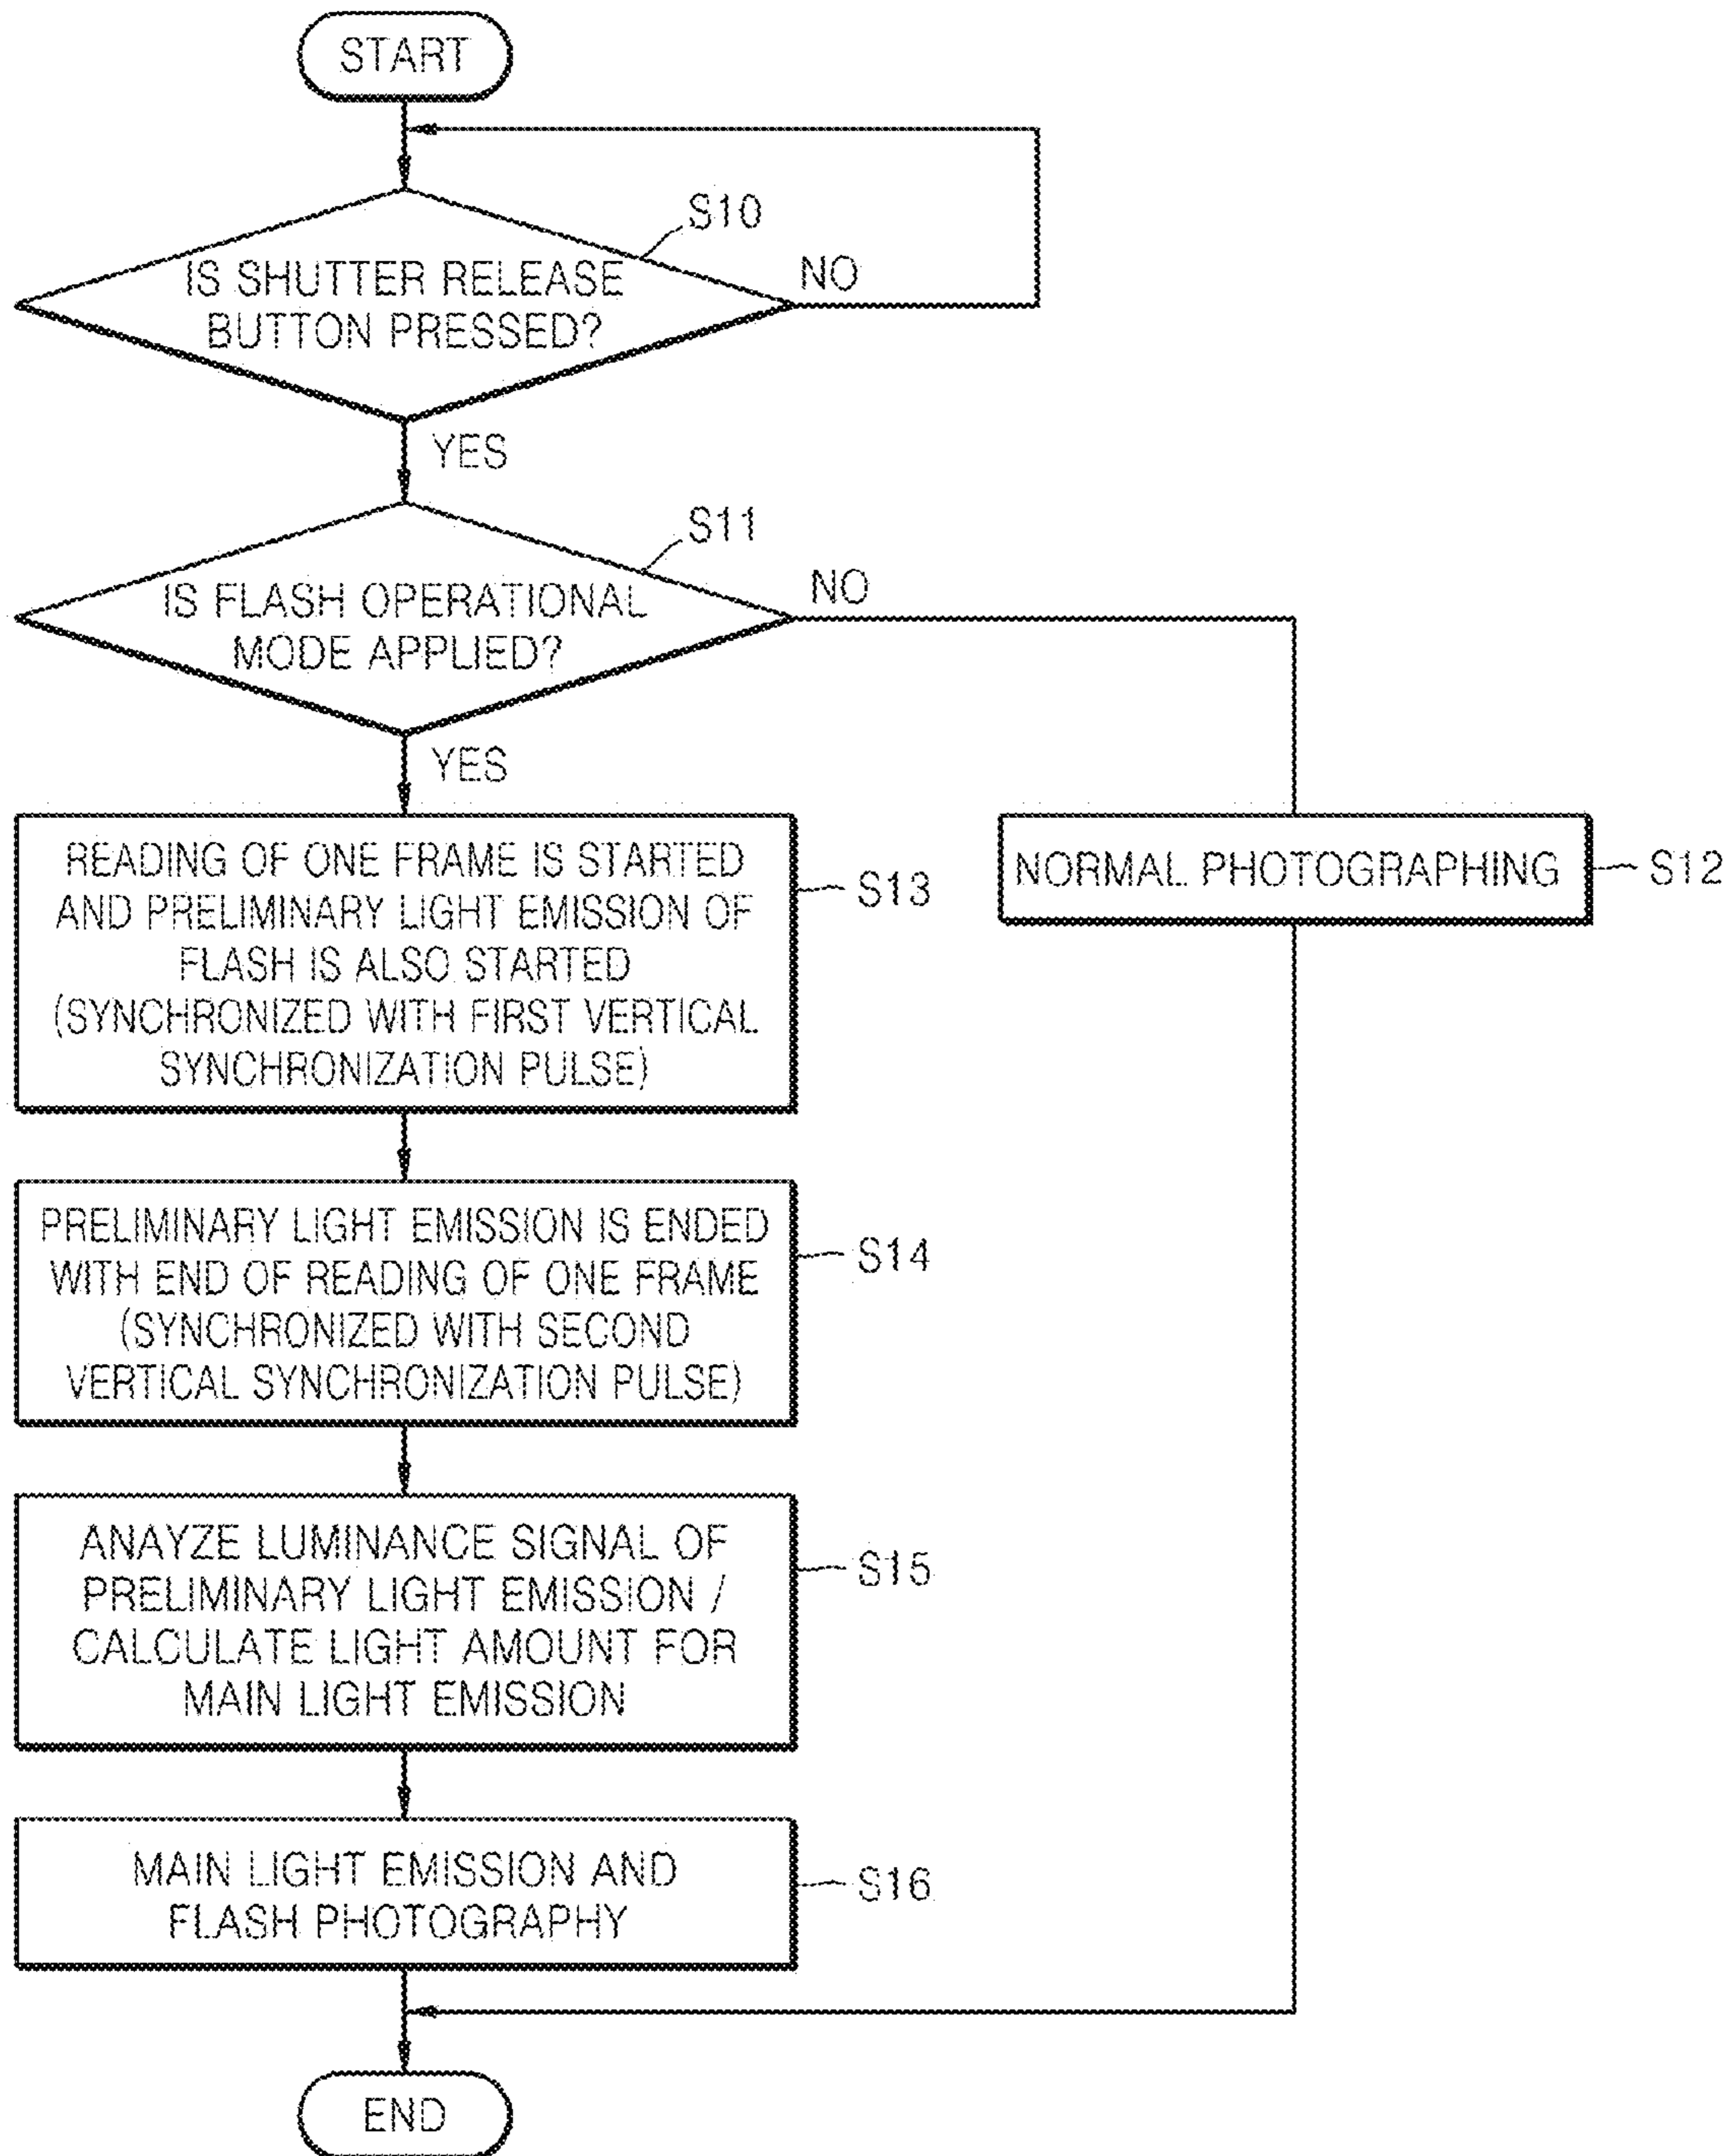 START
S10
IS SHUTTER RELEASE
BUTTON PRESSED?
NO
YES
S11
IS FLASH OPERATIONAL
MODE APPLIED?
NO
YES
READING OF ONE FRAME IS STARTED
AND PRELIMINARY LIGHT EMISSION OF
FLASH IS ALSO STARTED
(SYNCHRONIZED WITH FIRST VERTICAL
SYNCHRONIZATION PULSE)
S13
NORMAL PHOTOGRAPHING
S12
PRELIMINARY LIGHT EMISSION IS ENDED
WITH END OF READING OF ONE FRAME
(SYNCHRONIZED WITH SECOND
VERTICAL SYNCHRONIZATION PULSE)
S14
ANAYZE LUMINANCE SIGNAL OF
PRELIMINARY LIGHT EMISSION /
CALCULATE LIGHT AMOUNT FOR
MAIN LIGHT EMISSION
S15
MAIN LIGHT EMISSION AND
FLASH PHOTOGRAPHY
S16
END